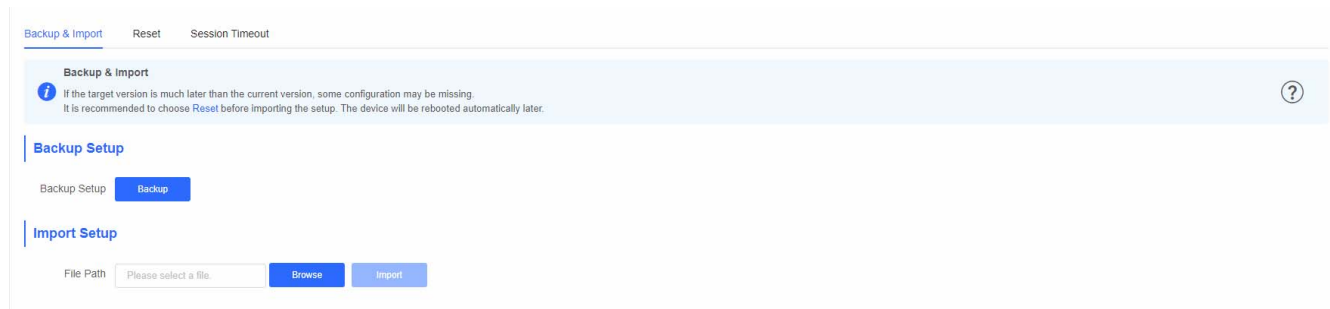 Backup & Import Reset Session Timeout
Backup & Import
If the target version is much later than the current version, some configuration may be missing.
It is recommended to choose Reset before importing the setup. The device will be rebooted automatically later.
Backup Setup
Backup Setup Backup
Import Setup
File Path Please select a file. Browse Import